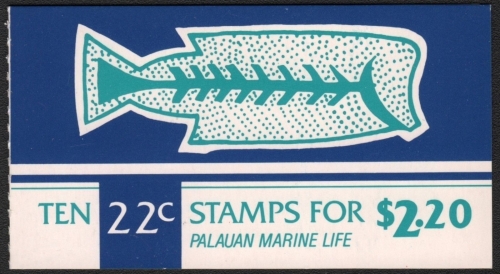 TEN 22c STAMPS FOR $2.20
PALAUAN MARINE LIFE